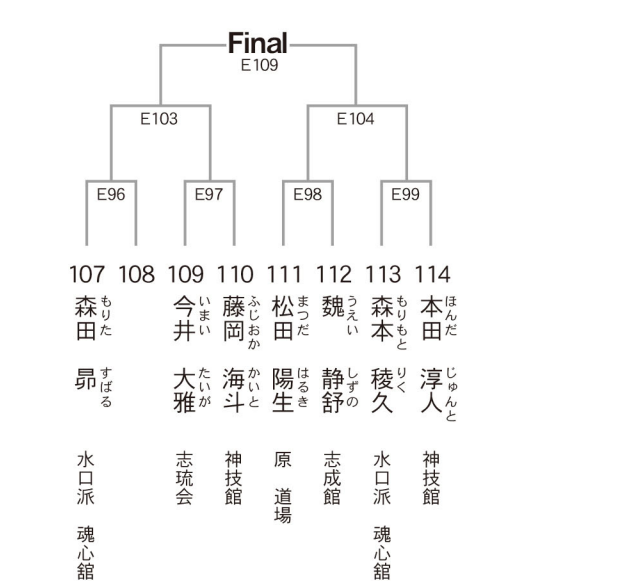 Final
E109
E103
E104
E96
E97
E98
E99
107
108
109
110
111
112
113
114
森田 昴
もりた すばる
水口派 魂心舘
今井 大雅
いまい たいが
志琉会
藤岡 海斗
ふじおか かいと
神技館
松田 陽生
まつだ はるき
原 道場
魏 静舒
うえい しずの
志成館
森本 稜久
もりもと りく
水口派 魂心舘
本田 淳人
ほんだ じゅんと
神技館